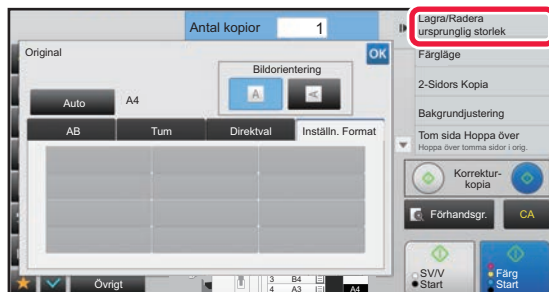 Antal kopior
1
Original
OK
Bildorientering
A
A
Auto
A4
AB
Tum
Direktval
Inställn. Format
Övrigt
3 B4
4 A3
A4
Lagra/Radera
ursprunglig storlek
Färgläge
2-Sidors Kopia
Bakgrundjustering
Tom sida Hoppa över
Hoppa över tomma sidor i orig.
Korrektur-
kopia
Förhandsgr.
CA
SV/V
Start
Färg
Start